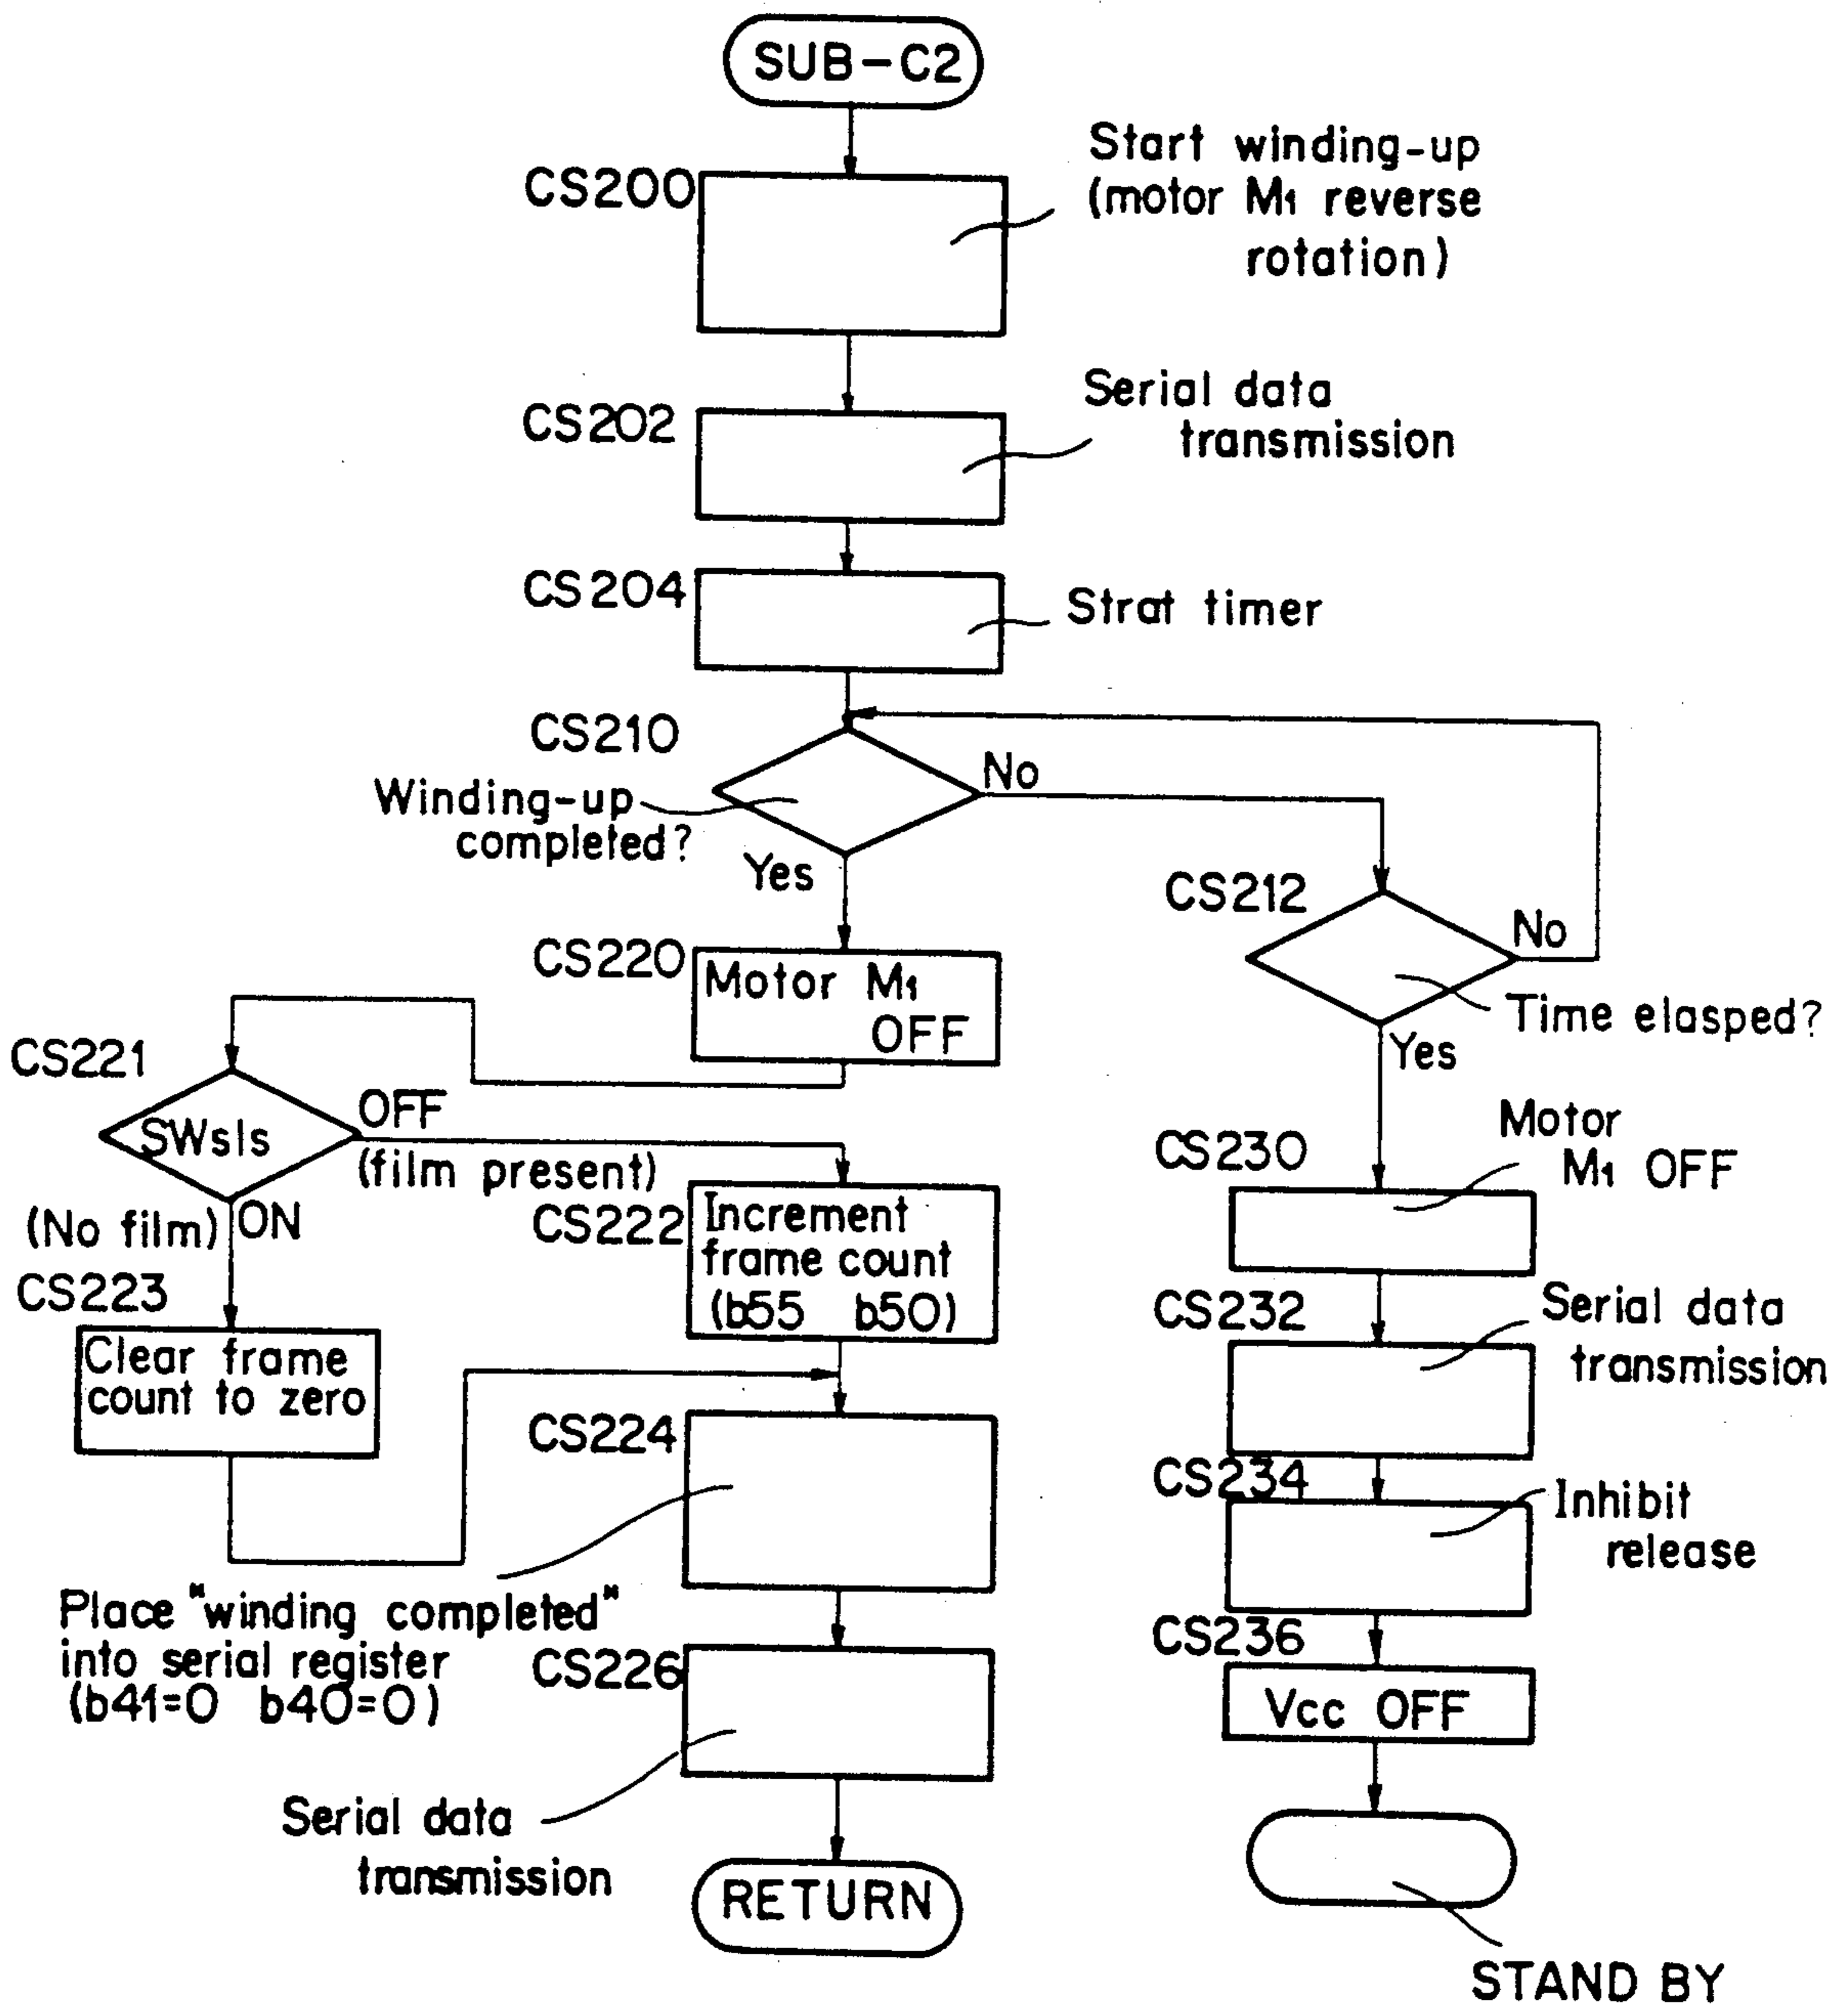 SUB-C2
CS200
Start winding-up
(motor M1 reverse
rotation)
CS202
Serial data
transmission
CS204
Strat timer
CS210
Winding-up
completed?
No
Yes
CS212
No
Time elasped?
Yes
CS220
Motor M1
OFF
CS221
SWsls
OFF
(film present)
(No film)
ON
CS222
Increment
frame count
(b55 b50)
CS223
Clear frame
count to zero
CS224
Place "winding completed"
into serial register
(b41=0 b40=0)
CS226
Serial data
transmission
RETURN
CS230
Motor
M1 OFF
CS232
Serial data
transmission
CS234
Inhibit
release
CS236
Vcc OFF
STAND BY